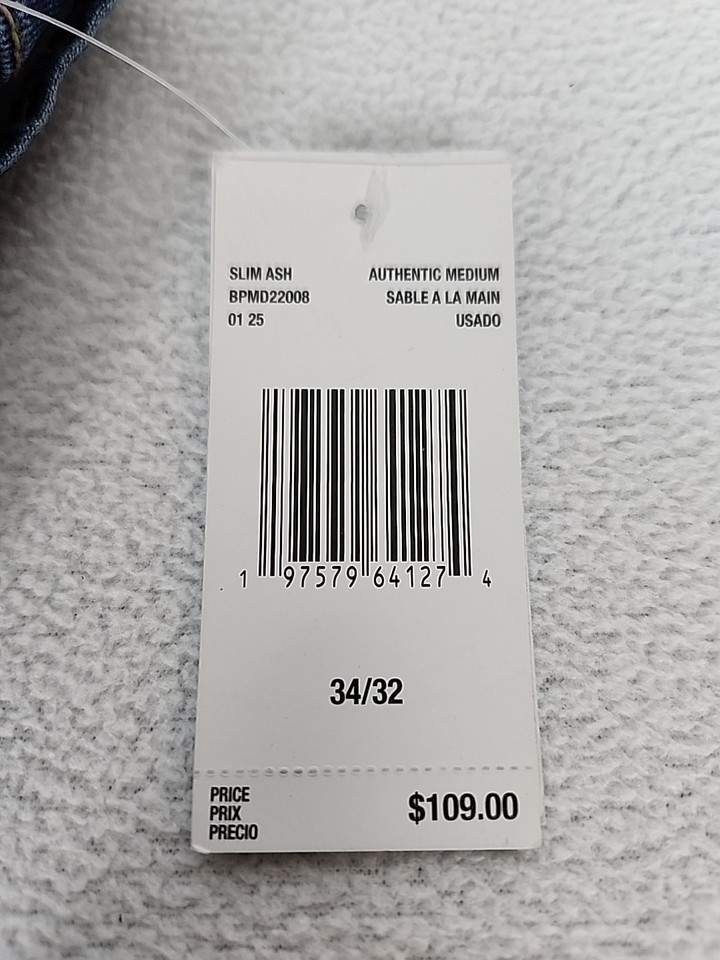 SLIM ASH AUTHENTIC MEDIUM
BPMD22008 SABLE A LA MAIN
01 25 USADO
1 97579 64127 4
34/32
PRICE
PRIX $109.00
PRECIO